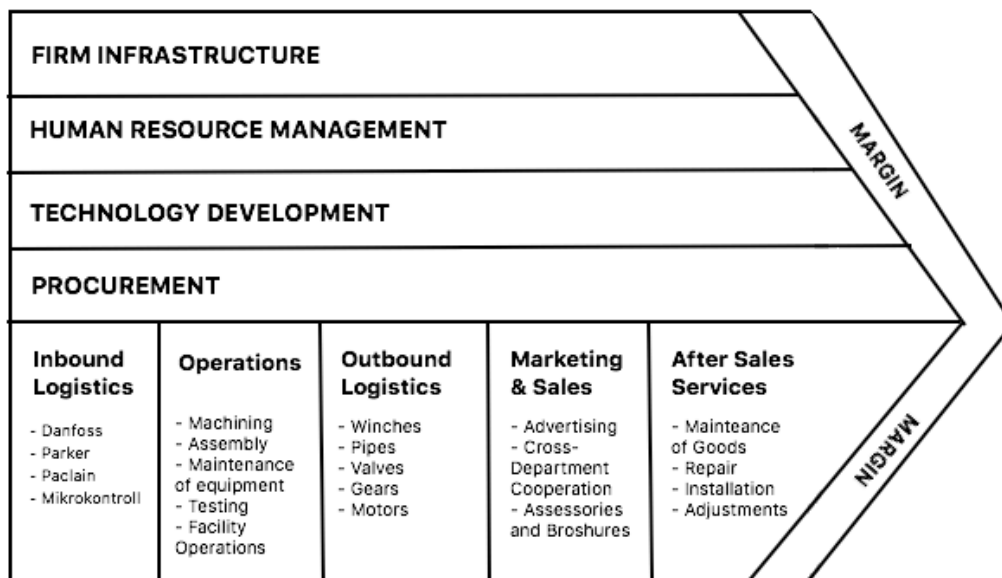 FIRM INFRASTRUCTURE
HUMAN RESOURCE MANAGEMENT
TECHNOLOGY DEVELOPMENT
PROCUREMENT
MARGIN
MARGIN
Inbound
Logistics
- Danfoss
- Parker
- Paclain
- Mikrokontroll
Operations
- Machining
- Assembly
- Maintenance
of equipment
- Testing
- Facility
Operations
Outbound
Logistics
- Winches
- Pipes
- Valves
- Gears
- Motors
Marketing
& Sales
- Advertising
- Cross-
Department
Cooperation
- Assessories
and Broshures
After Sales
Services
- Mainteance
of Goods
- Repair
- Installation
- Adjustments